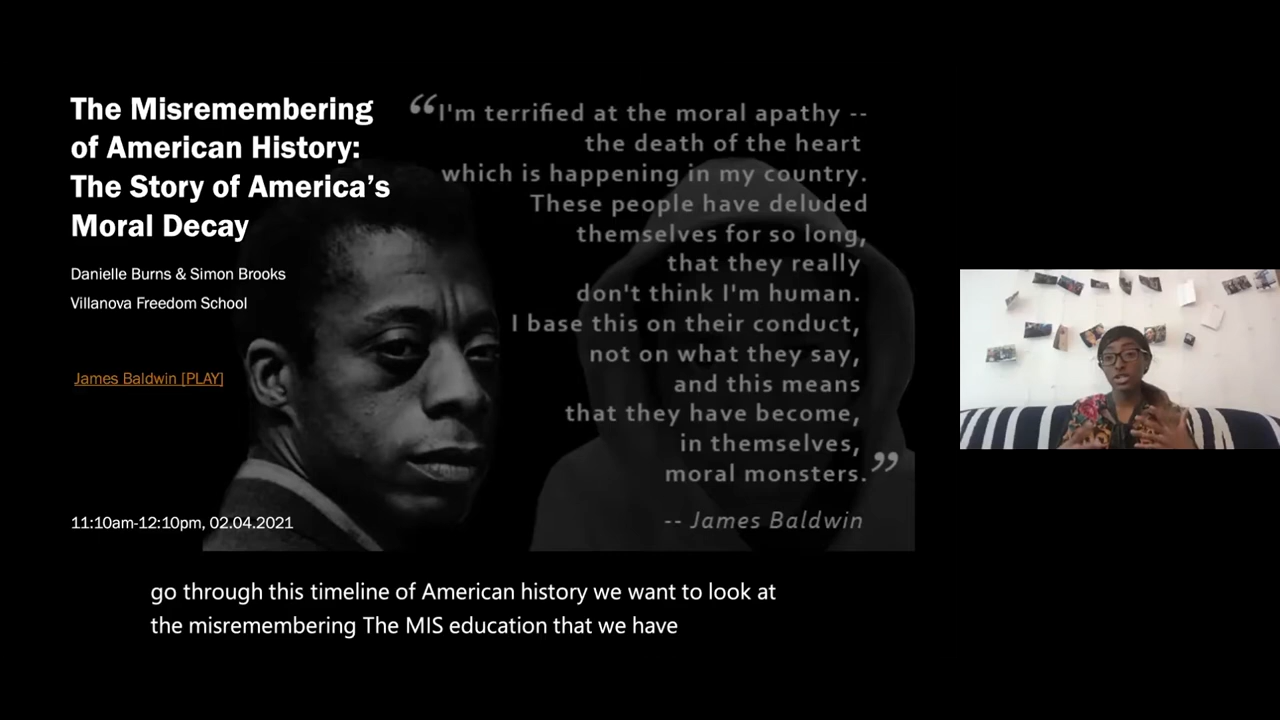 The Misremembering
of American History:
The Story of America's
Moral Decay
Danielle Burns & Simon Brooks
Villanova Freedom School
James Baldwin [PLAY]
11:10am-12:10pm, 02.04.2021
“I'm terrified at the moral apathy --
the death of the heart
which is happening in my country.
These people have deluded
themselves for so long,
that they really
don't think I'm human.
I base this on their conduct,
not on what they say,
and this means
that they have become,
in themselves,
moral monsters.”
-- James Baldwin
go through this timeline of American history we want to look at
the misremembering The MIS education that we have